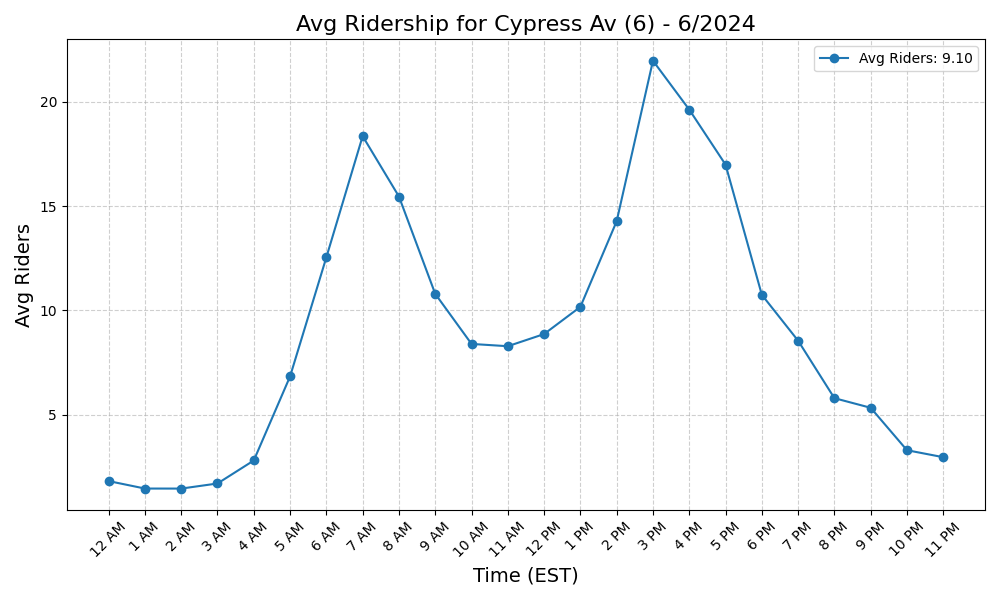 Avg Ridership for Cypress Av (6) - 6/2024
Avg Riders: 9.10
Avg Riders
20
15
10
5
12 AM
1 AM
2 AM
3 AM
4 AM
5 AM
6 AM
7 AM
8 AM
9 AM
10 AM
11 AM
12 PM
1 PM
2 PM
3 PM
4 PM
5 PM
6 PM
7 PM
8 PM
9 PM
10 PM
11 PM
Time (EST)